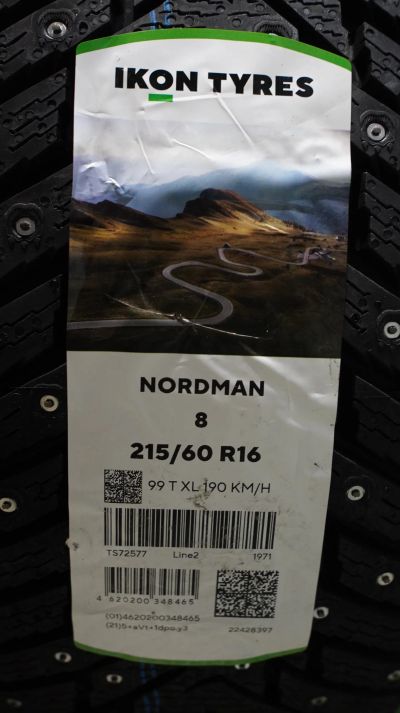 IKON TYRES
NORDMAN
8
215/60 R16
99 T XL 190 KM/H
TS72577 Line2 1971
4 620200 348465
(01)4620200348465
22428397